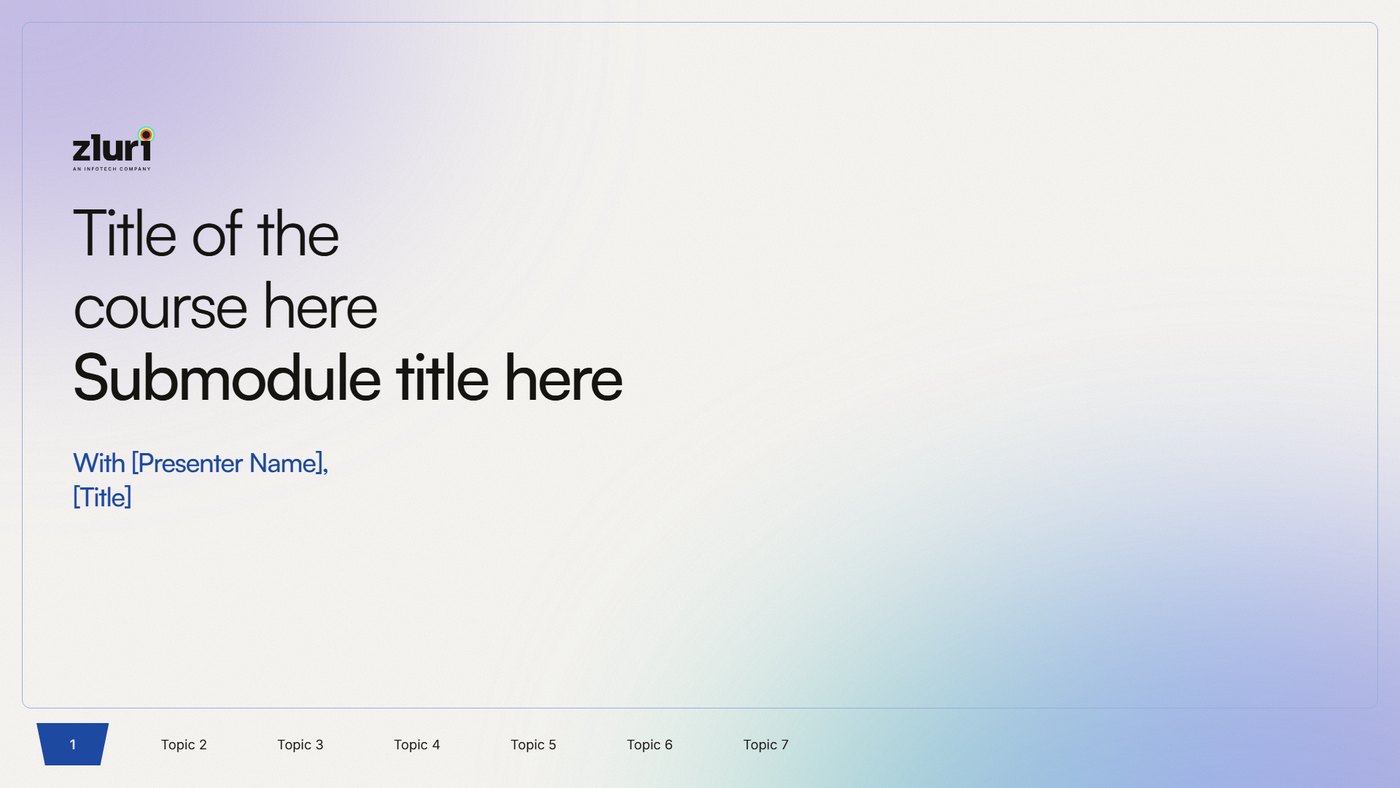 zluri
AN INFOTECH COMPANY
Title of the
course here
Submodule title here
With [Presenter Name],
[Title]
1 Topic 2 Topic 3 Topic 4 Topic 5 Topic 6 Topic 7